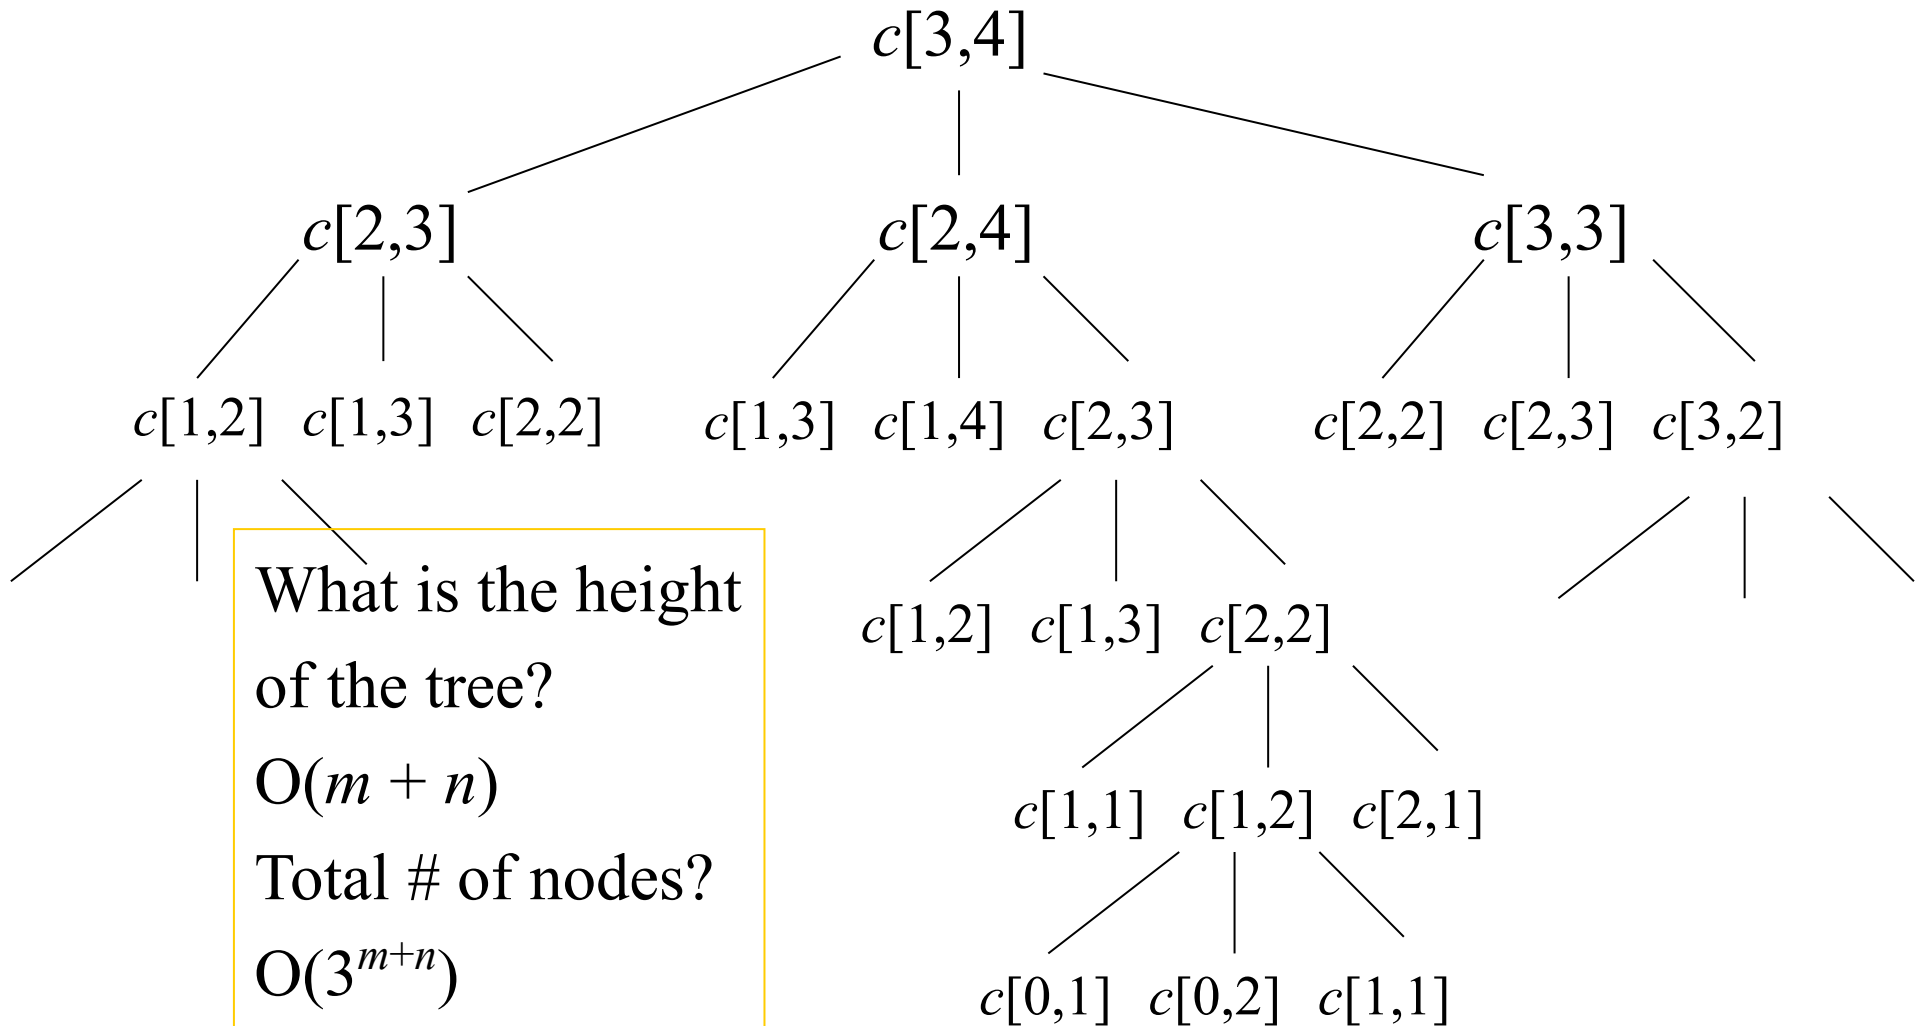 c[3,4]
c[2,3] c[2,4] c[3,3]
c[1,2] c[1,3] c[2,2] c[1,3] c[1,4] c[2,3] c[2,2] c[2,3] c[3,2]
c[1,2] c[1,3] c[2,2]
c[1,1] c[1,2] c[2,1]
c[0,1] c[0,2] c[1,1]
What is the height
of the tree?
O(m + n)
Total # of nodes?
O(3^{m+n})